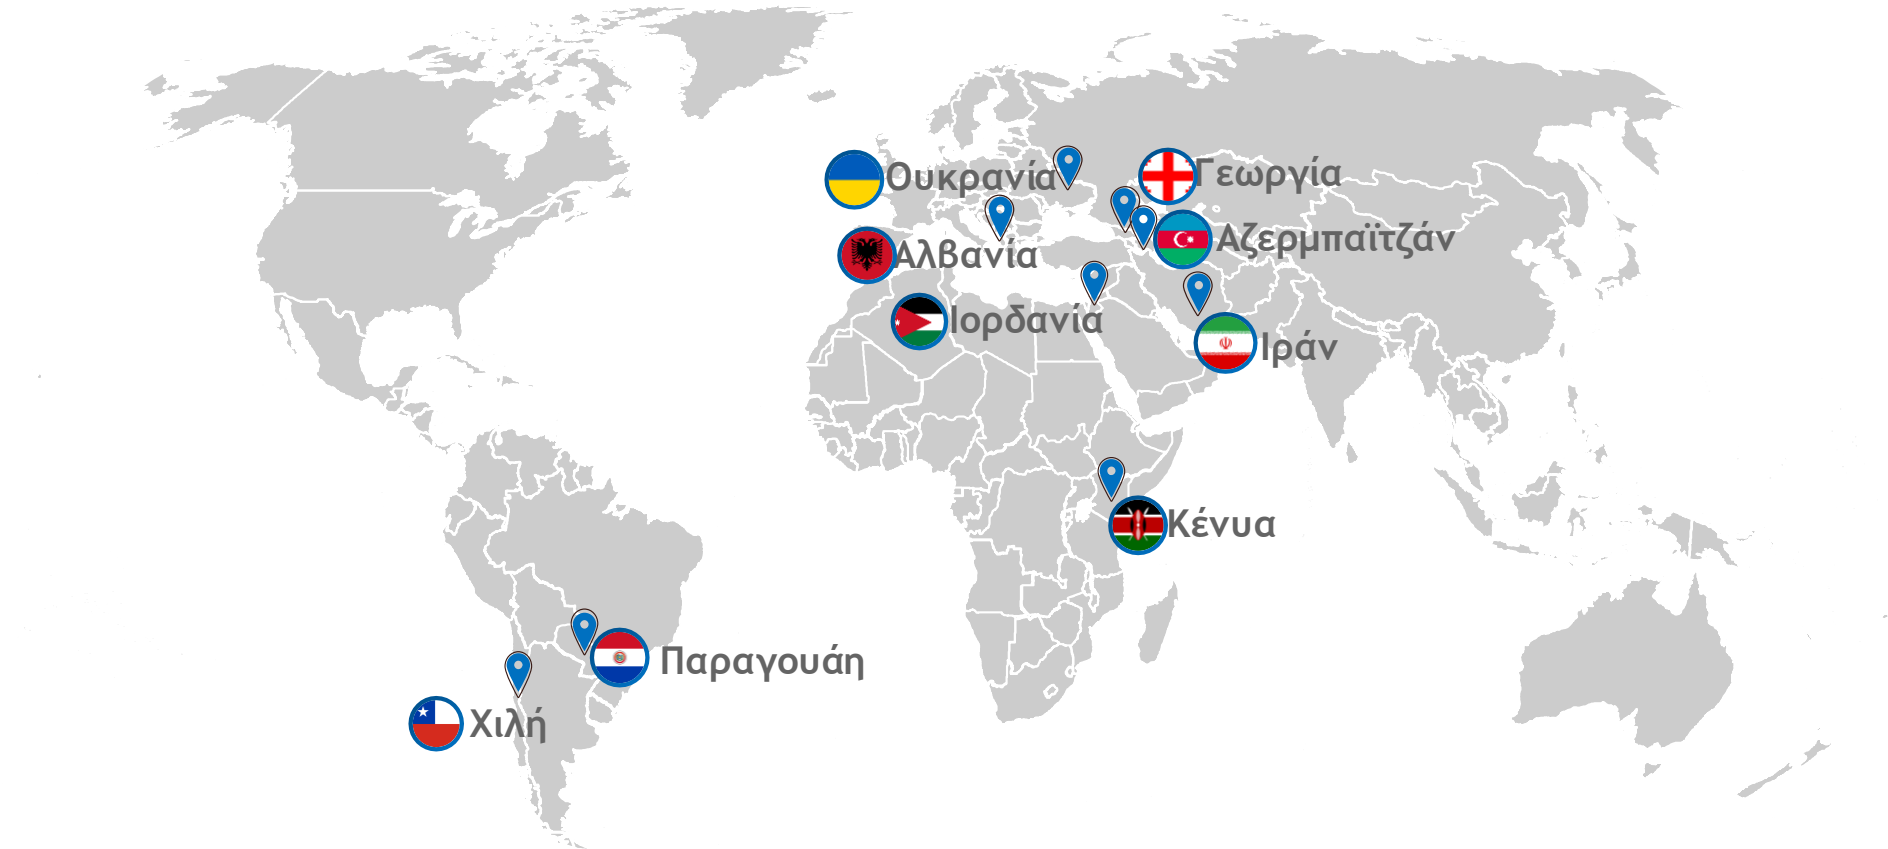 Ουκρανία
Γεωργία
Αλβανία
Αζερμπαϊτζάν
Ιορδανία
Ιράν
Κένυα
Παραγουάη
Χιλή